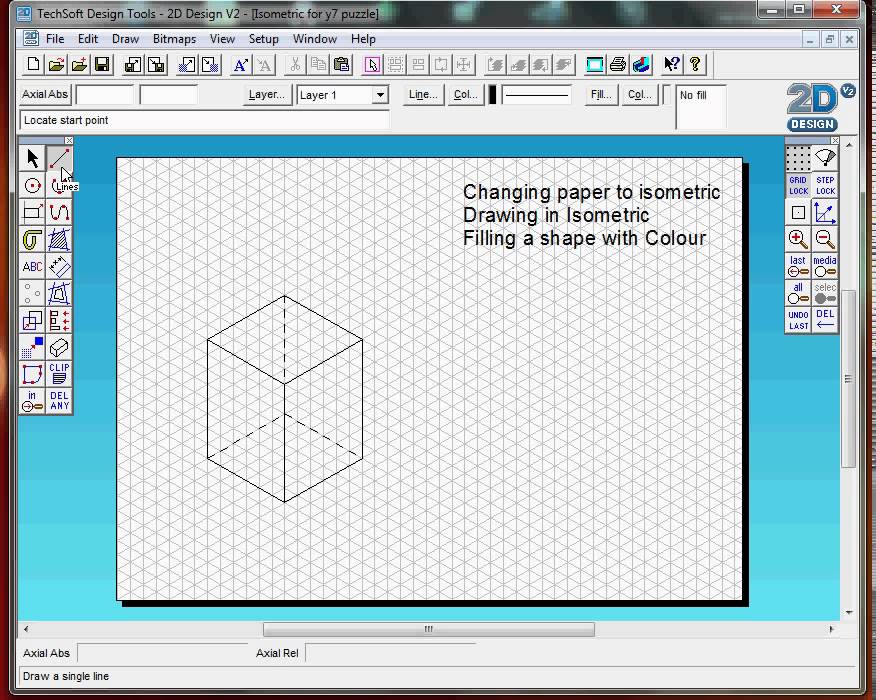 TechSoft Design Tools - 2D Design V2 - [Isometric for y7 puzzle]
File Edit Draw Bitmaps View Setup Window Help
Axial Abs Layer... Layer 1 Line... Col... Fill... Col... No fill
2D V2
DESIGN
Locate start point
Lines
ABC
CLIP
in DEL
ANY
GRID LOCK STEP LOCK
last media
all selec
UNDO LAST DEL
Changing paper to isometric
Drawing in Isometric
Filling a shape with Colour
Axial Abs Axial Rel
Draw a single line